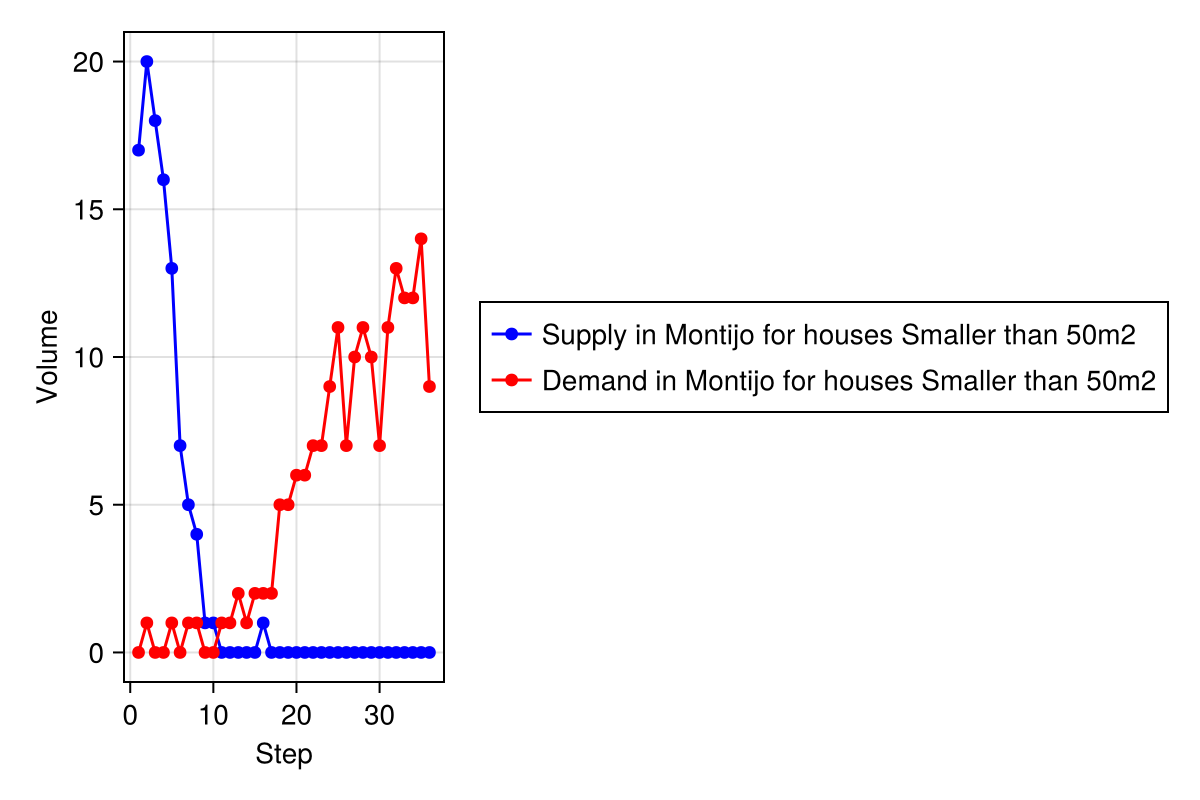 20
15
10
5
0
Volume
0 10 20 30
Step
Supply in Montijo for houses Smaller than 50m2
Demand in Montijo for houses Smaller than 50m2